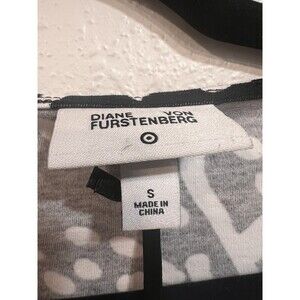 DIANE VON
FURSTENBERG
S
MADE IN
CHINA